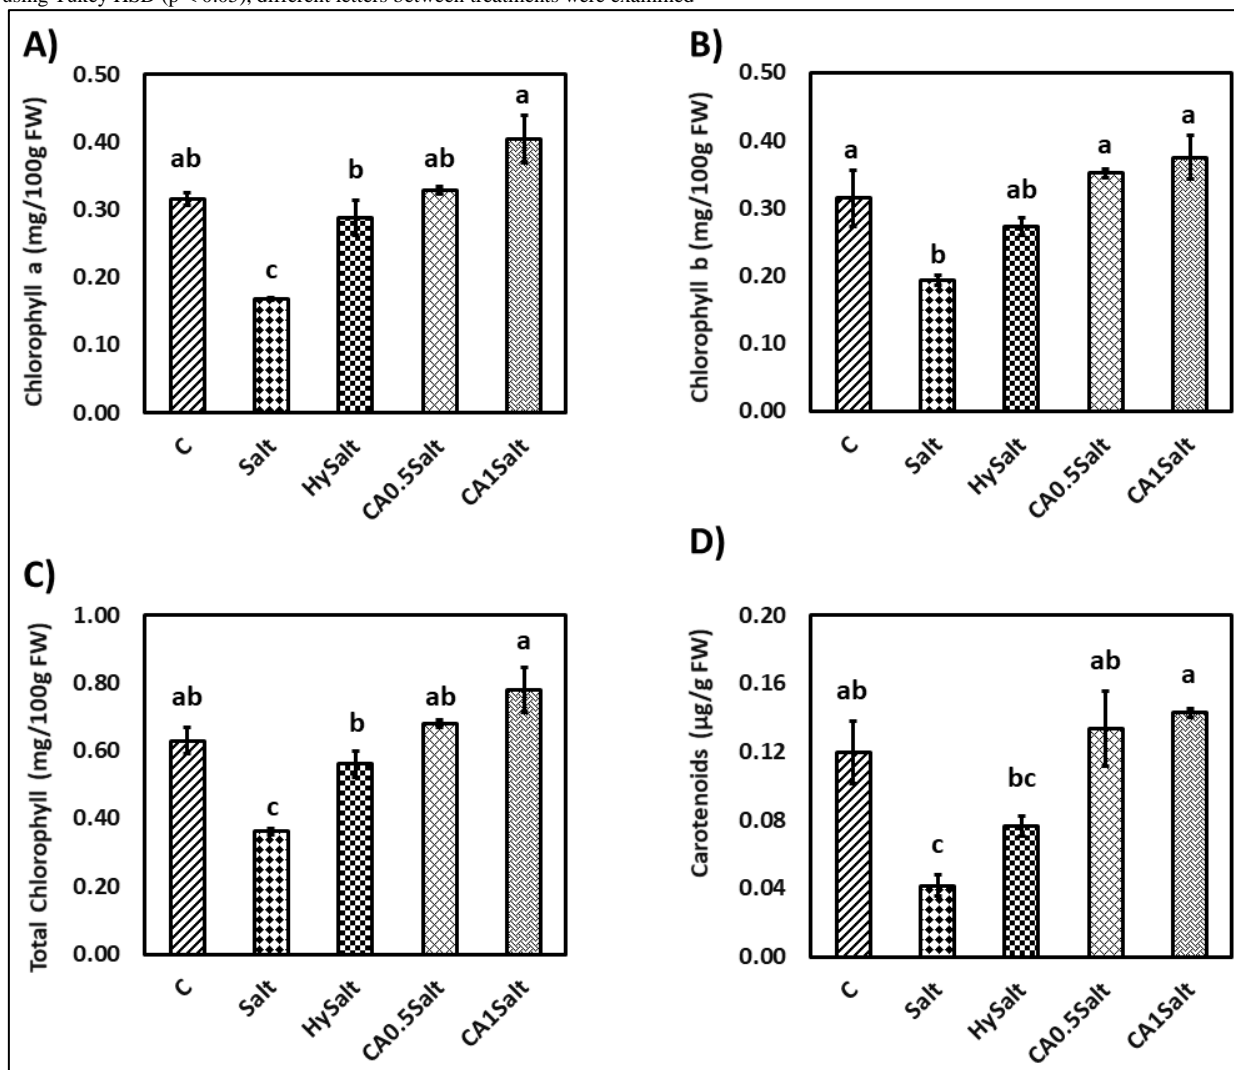 using Tukey HSD (p < 0.05), different letters between treatments were examined
A)
Chlorophyll a (mg/100g FW)
0.50
0.40
0.30
0.20
0.10
0.00
ab
c
b
ab
a
C
Salt
HySalt
CA0.5Salt
CA1Salt
B)
Chlorophyll b (mg/100g FW)
0.50
0.40
0.30
0.20
0.10
0.00
a
b
ab
a
a
C
Salt
HySalt
CA0.5Salt
CA1Salt
C)
Total Chlorophyll (mg/100g FW)
1.00
0.80
0.60
0.40
0.20
0.00
ab
c
b
ab
a
C
Salt
HySalt
CA0.5Salt
CA1Salt
D)
Carotenoids (µg/g FW)
0.20
0.16
0.12
0.08
0.04
0.00
ab
c
bc
ab
a
C
Salt
HySalt
CA0.5Salt
CA1Salt